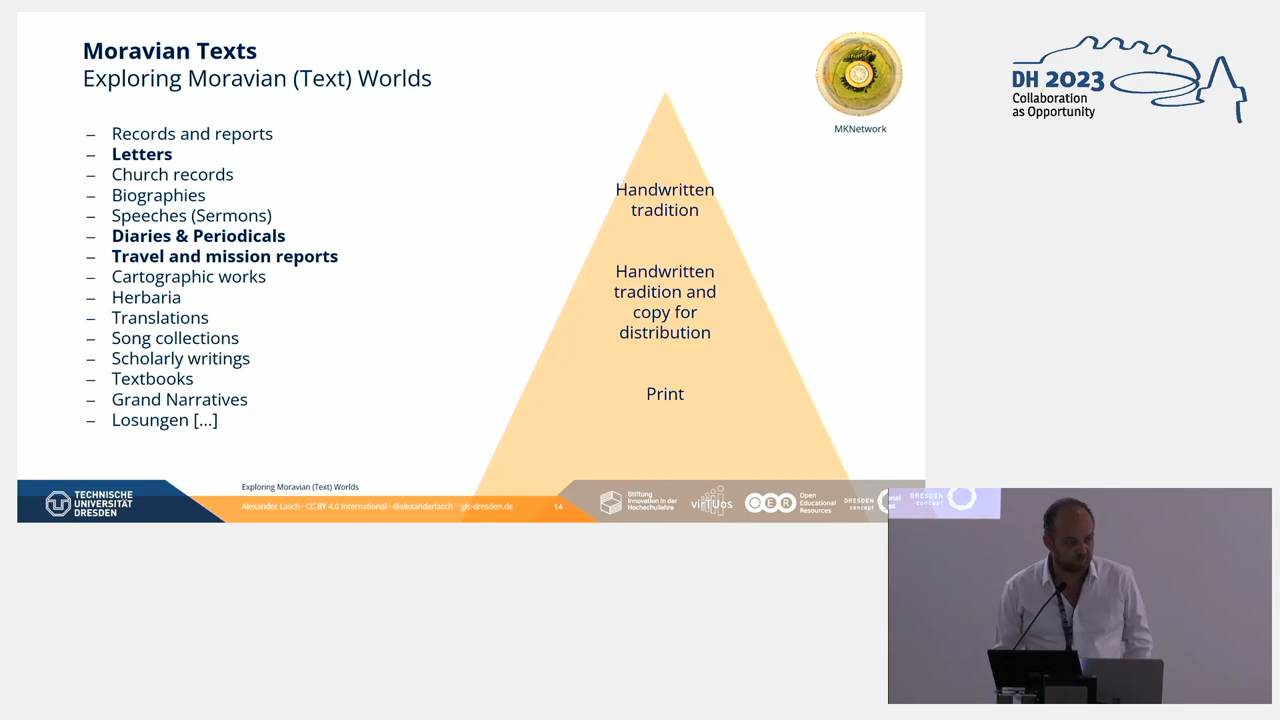 Moravian Texts
Exploring Moravian (Text) Worlds
MKNetwork
– Records and reports
– Letters
– Church records
– Biographies
– Speeches (Sermons)
– Diaries & Periodicals
– Travel and mission reports
– Cartographic works
– Herbaria
– Translations
– Song collections
– Scholarly writings
– Textbooks
– Grand Narratives
– Losungen [...]
Handwritten
tradition
Handwritten
tradition and
copy for
distribution
Print
TECHNISCHE
UNIVERSITÄT
DRESDEN
Exploring Moravian (Text) Worlds
Alexander Lasch · CC BY 4.0 International · @alexanderlasch · gls-dresden.de
14
Stiftung
Innovation in der
Hochschullehre
virTUos
OER
Open
Educational
Resources
DRESDEN
concept
DH 2023
Collaboration
as Opportunity
DRESDEN
concept